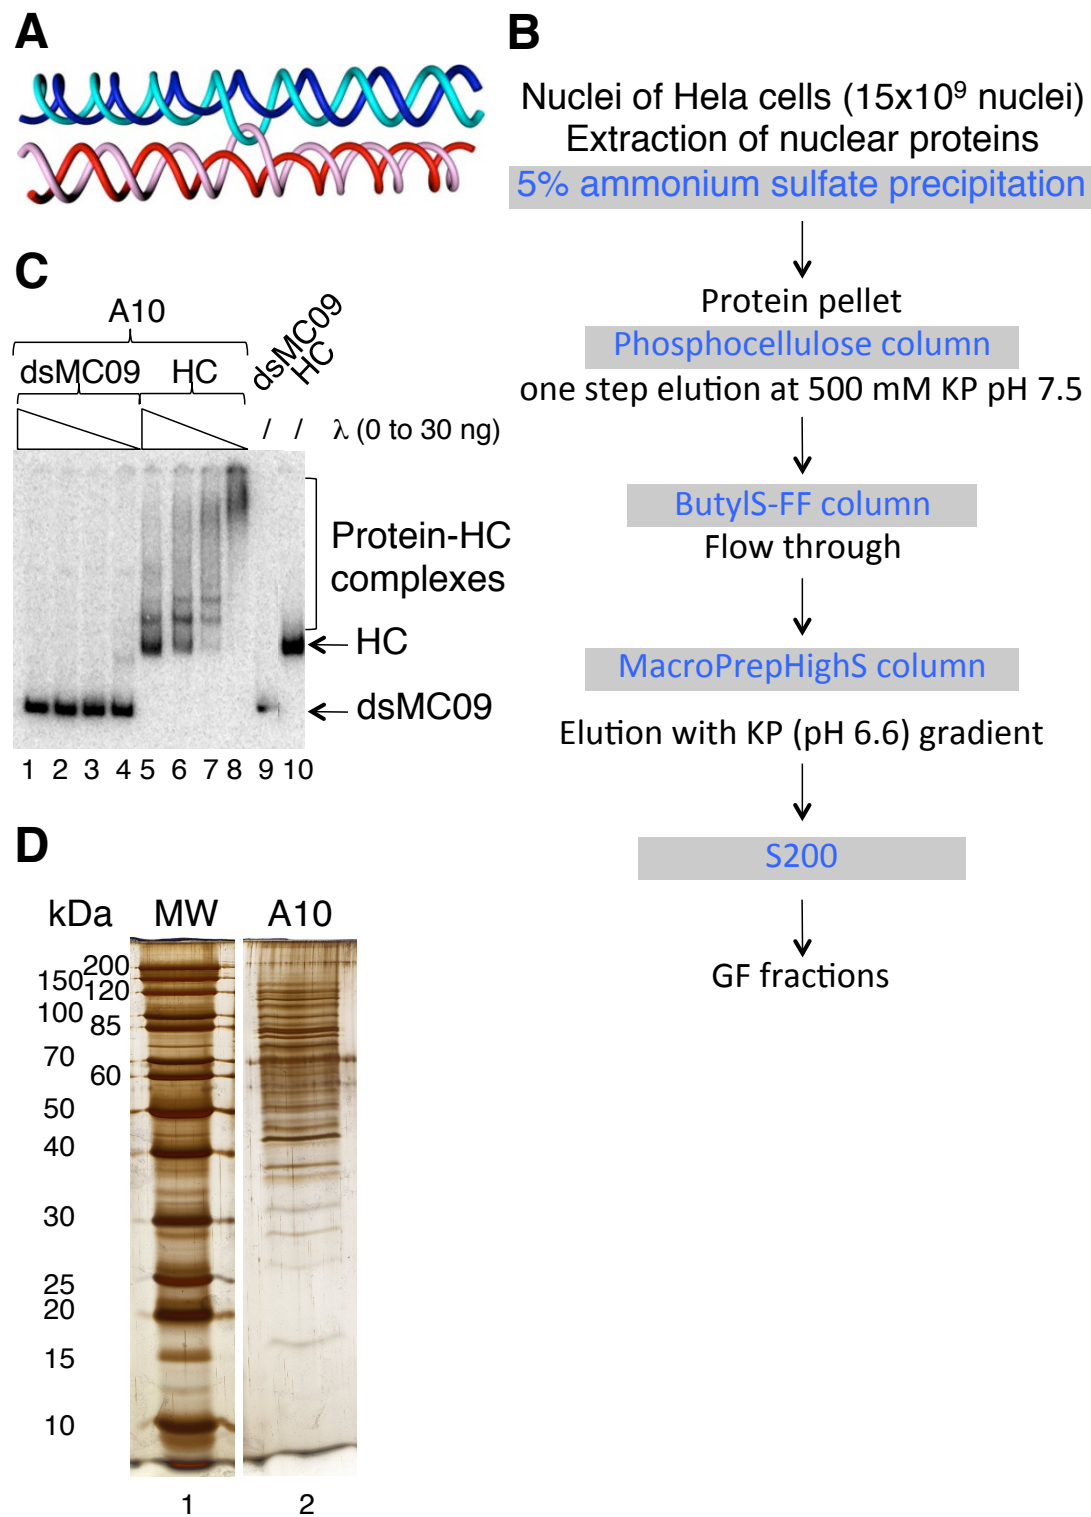 A
B
Nuclei of Hela cells (15x10⁹ nuclei)
Extraction of nuclear proteins
5% ammonium sulfate precipitation
Protein pellet
Phosphocellulose column
one step elution at 500 mM KP pH 7.5
ButylS-FF column
Flow through
MacroPrepHighS column
Elution with KP (pH 6.6) gradient
S200
GF fractions
C
A10
dsMC09 HC
dsMC09
HC
/ / λ (0 to 30 ng)
Protein-HC
complexes
HC
dsMC09
1 2 3 4 5 6 7 8 9 10
D
kDa MW A10
200
150
120
100
85
70
60
50
40
30
25
20
15
10
1 2